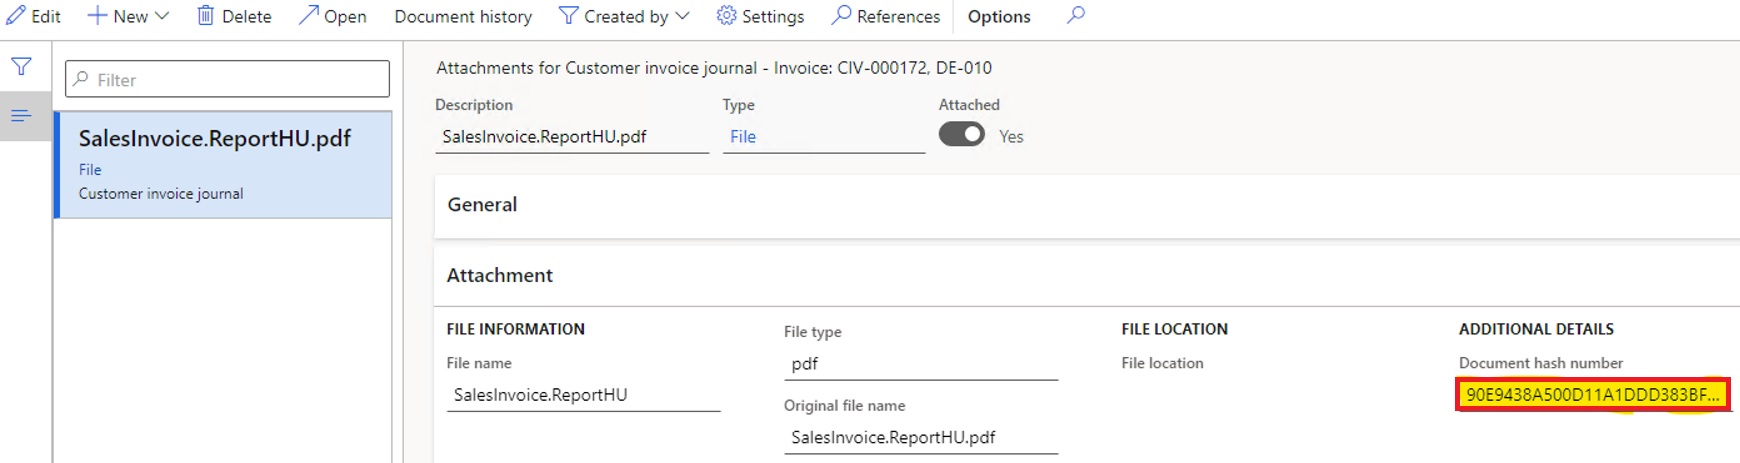 Edit New Delete Open Document history Created by Settings References Options
Filter
SalesInvoice.ReportHU.pdf
File
Customer invoice journal
Attachments for Customer invoice journal - Invoice: CIV-000172, DE-010
Description Type Attached
SalesInvoice.ReportHU.pdf File Yes
General
Attachment
FILE INFORMATION
File name
SalesInvoice.ReportHU
File type
pdf
Original file name
SalesInvoice.ReportHU.pdf
FILE LOCATION
File location
ADDITIONAL DETAILS
Document hash number
90E9438A500D11A1DDD383BF...